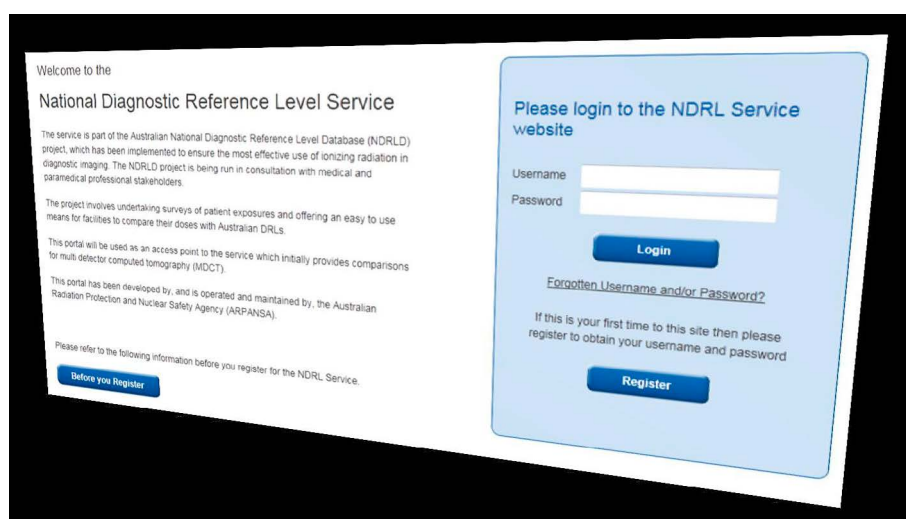 Welcome to the
National Diagnostic Reference Level Service
The service is part of the Australian National Diagnostic Reference Level Database (NDRLD)
project, which has been implemented to ensure the most effective use of ionizing radiation in
diagnostic imaging. The NDRLD project is being run in consultation with medical and
paramedical professional stakeholders.
The project involves undertaking surveys of patient exposures and offering an easy to use
means for facilities to compare their doses with Australian DRLs.
This portal will be used as an access point to the service which initially provides comparisons
for multi detector computed tomography (MDCT).
This portal has been developed by, and is operated and maintained by, the Australian
Radiation Protection and Nuclear Safety Agency (ARPANSA).
Please refer to the following information before you register for the NDRL Service.
Before you Register
Please login to the NDRL Service
website
Username
Password
Login
Forgotten Username and/or Password?
If this is your first time to this site then please
register to obtain your username and password
Register